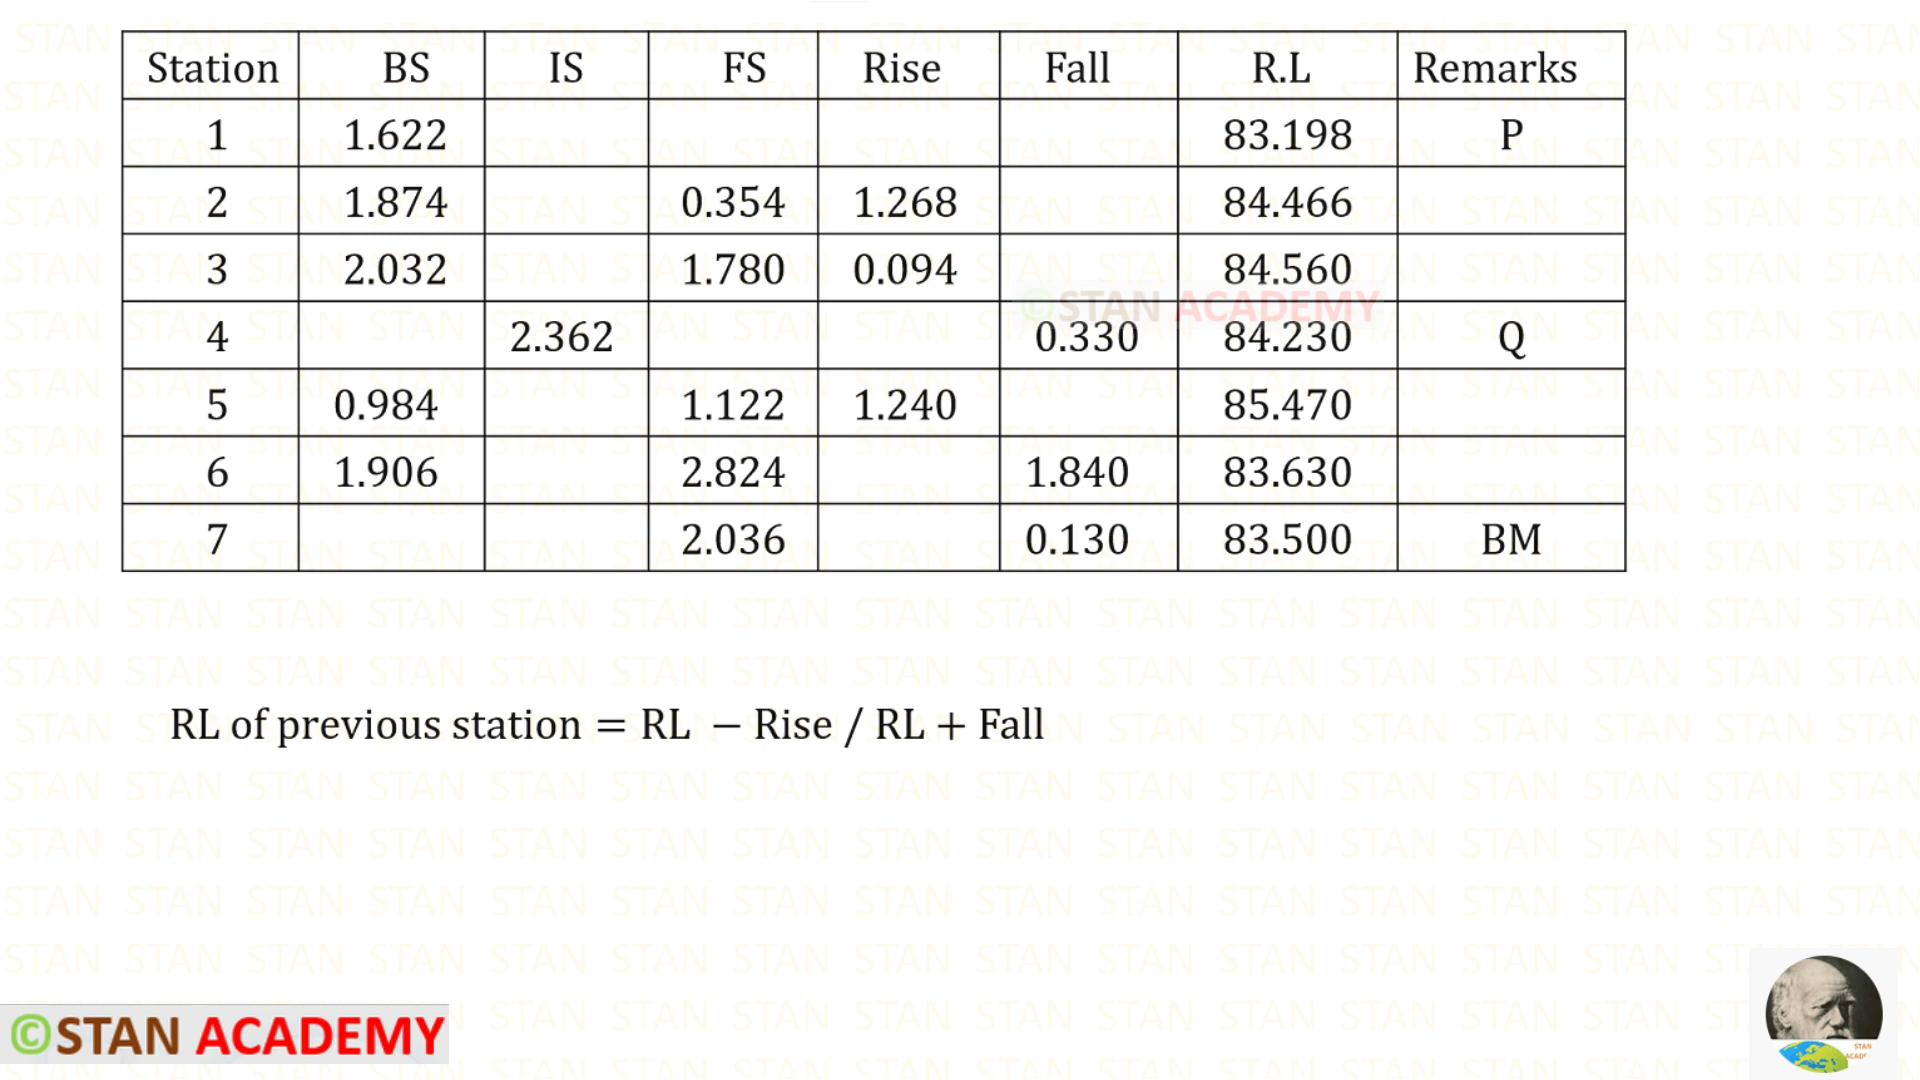 Station BS IS FS Rise Fall R.L Remarks
1 1.622 83.198 P
2 1.874 0.354 1.268 84.466
3 2.032 1.780 0.094 84.560
©STAN ACADEMY
4 2.362 0.330 84.230 Q
5 0.984 1.122 1.240 85.470
6 1.906 2.824 1.840 83.630
7 2.036 0.130 83.500 BM
RL of previous station = RL − Rise / RL + Fall
©STAN ACADEMY